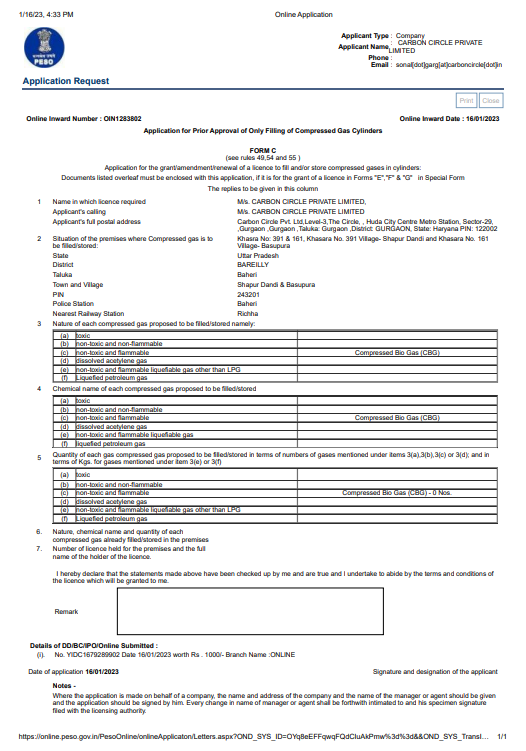 1/16/23, 4:33 PM Online Application
Applicant Type : Company
Applicant Name : CARBON CIRCLE PRIVATE LIMITED
Phone :
Email : sonal[dot]garg[at]carboncircle[dot]in
PESO
Application Request
Print Close
Online Inward Number : OIN1283802 Online Inward Date : 16/01/2023
Application for Prior Approval of Only Filling of Compressed Gas Cylinders
FORM C
(see rules 49,54 and 55 )
Application for the grant/amendment/renewal of a licence to fill and/or store compressed gases in cylinders:
Documents listed overleaf must be enclosed with this application, if it is for the grant of a licence in Forms "E","F" & "G" in Special Form
The replies to be given in this column
1 Name in which licence required M/s. CARBON CIRCLE PRIVATE LIMITED,
Applicant's calling M/s. CARBON CIRCLE PRIVATE LIMITED
Applicant's full postal address Carbon Circle Pvt. Ltd,Level-3,The Circle, , Huda City Centre Metro Station, Sector-29,
,Gurgaon ,Gurgaon ,Taluka: Gurgaon ,District: GURGAON, State: Haryana PIN: 122002
2 Situation of the premises where Compressed gas is to be filled/stored: Khasra No: 391 & 161, Khasara No. 391 Village- Shapur Dandi and Khasara No. 161 Village- Basupura
State Uttar Pradesh
District BAREILLY
Taluka Baheri
Town and Village Shapur Dandi & Basupura
PIN 243201
Police Station Baheri
Nearest Railway Station Richha
3 Nature of each compressed gas proposed to be filled/stored namely:
(a) toxic
(b) non-toxic and non-flammable
(c) non-toxic and flammable Compressed Bio Gas (CBG)
(d) dissolved acetylene gas
(e) non-toxic and flammable liquefiable gas other than LPG
(f) Liquefied petroleum gas
4 Chemical name of each compressed gas proposed to be filled/stored
(a) toxic
(b) non-toxic and non-flammable
(c) non-toxic and flammable Compressed Bio Gas (CBG)
(d) dissolved acetylene gas
(e) non-toxic and flammable liquefiable gas
(f) liquefied petroleum gas
5 Quantity of each gas compressed proposed to be filled/stored in terms of numbers of gases mentioned under items 3(a),3(b),3(c) or 3(d); and in
terms of Kgs. for gases mentioned under item 3(e) or 3(f)
(a) toxic
(b) non-toxic and non-flammable
(c) non-toxic and flammable Compressed Bio Gas (CBG) - 0 Nos.
(d) dissolved acetylene gas
(e) non-toxic and flammable liquefiable gas other than LPG
(f) Liquefied petroleum gas
6. Nature, chemical name and quantity of each
compressed gas already filled/stored in the premises
7. Number of licence held for the premises and the full
name of the holder of the licence.
I hereby declare that the statements made above have been checked up by me and are true and I undertake to abide by the terms and conditions of
the licence which will be granted to me.
Remark
Details of DD/BC/IPO/Online Submitted :
(i). No. YIDC1679289902 Date 16/01/2023 worth Rs . 1000/- Branch Name :ONLINE
Date of application 16/01/2023 Signature and designation of the applicant
Notes -
Where the application is made on behalf of a company, the name and address of the company and the name of the manager or agent should be given
and the application should be signed by him. Every change in name of manager or agent shall be forthwith intimated to and his specimen signature
filed with the licensing authority.
https://online.peso.gov.in/PesoOnline/onlineApplicaton/Letters.aspx?OND_SYS_ID=OYq8eEFFqwqFQdCluAkPmw%3d%3d&&OND_SYS_Transl… 1/1